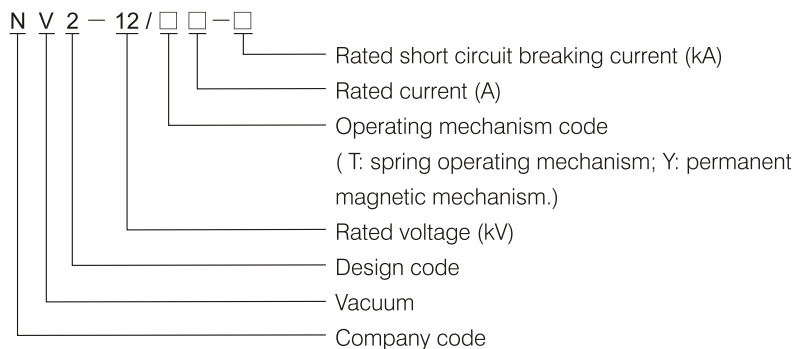 N V 2 － 12 / □ □ － □
Rated short circuit breaking current (kA)
Rated current (A)
Operating mechanism code
( T: spring operating mechanism; Y: permanent
magnetic mechanism.)
Rated voltage (kV)
Design code
Vacuum
Company code